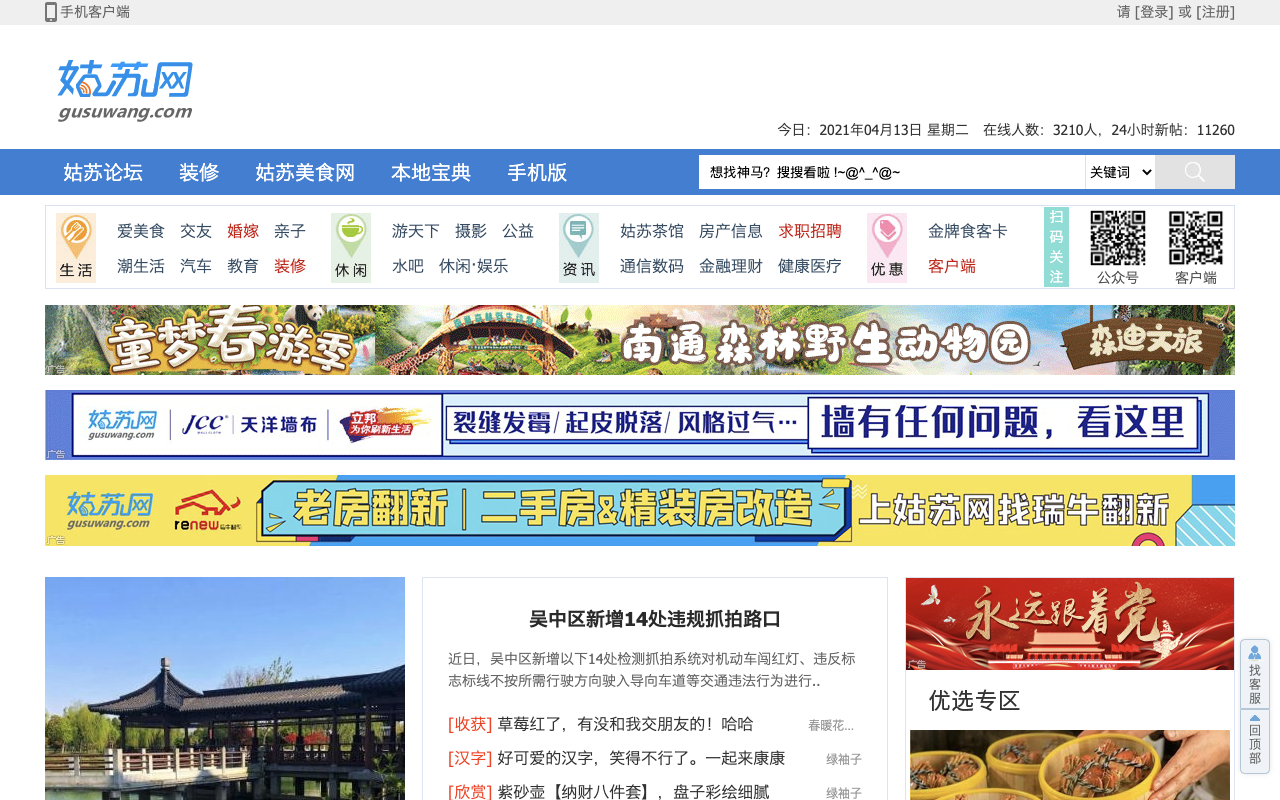 手机客户端
请 [登录] 或 [注册]
姑苏网
gusuwang.com
今日：2021年04月13日 星期二 在线人数：3210人，24小时新帖：11260
姑苏论坛 装修 姑苏美食网 本地宝典 手机版
想找神马？搜搜看啦 !~@^_^@~ 关键词
生活 爱美食 交友 婚嫁 亲子
潮生活 汽车 教育 装修
休闲 游天下 摄影 公益
水吧 休闲·娱乐
资讯 姑苏茶馆 房产信息 求职招聘
通信数码 金融理财 健康医疗
优惠 金牌食客卡
客户端
扫码关注
公众号 客户端
童梦春游季 南通森林野生动物园 森迪文旅
广告
姑苏网 gusuwang.com JCC 天洋墙布 立邦 为你刷新生活 裂缝发霉/起皮脱落/风格过气… 墙有任何问题，看这里
广告
姑苏网 gusuwang.com renew 老房翻新｜二手房&精装房改造 上姑苏网找瑞牛翻新
广告
吴中区新增14处违规抓拍路口
近日，吴中区新增以下14处检测抓拍系统对机动车闯红灯、违反标
志标线不按所需行驶方向驶入导向车道等交通违法行为进行..
[收获] 草莓红了，有没和我交朋友的！哈哈 春暖花...
[汉字] 好可爱的汉字，笑得不行了。一起来康康 绿袖子
[欣赏] 紫砂壶【纳财八件套】，盘子彩绘细腻 绿袖子
永远跟着党
广告
优选专区
找客服
回顶部